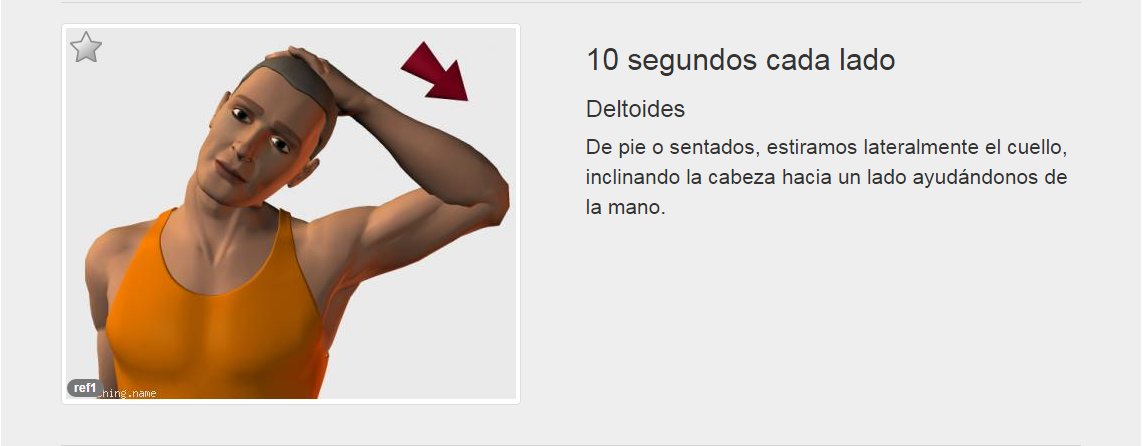 10 segundos cada lado
Deltoides
De pie o sentados, estiramos lateralmente el cuello,
inclinando la cabeza hacia un lado ayudándonos de
la mano.
ref1
ching.name